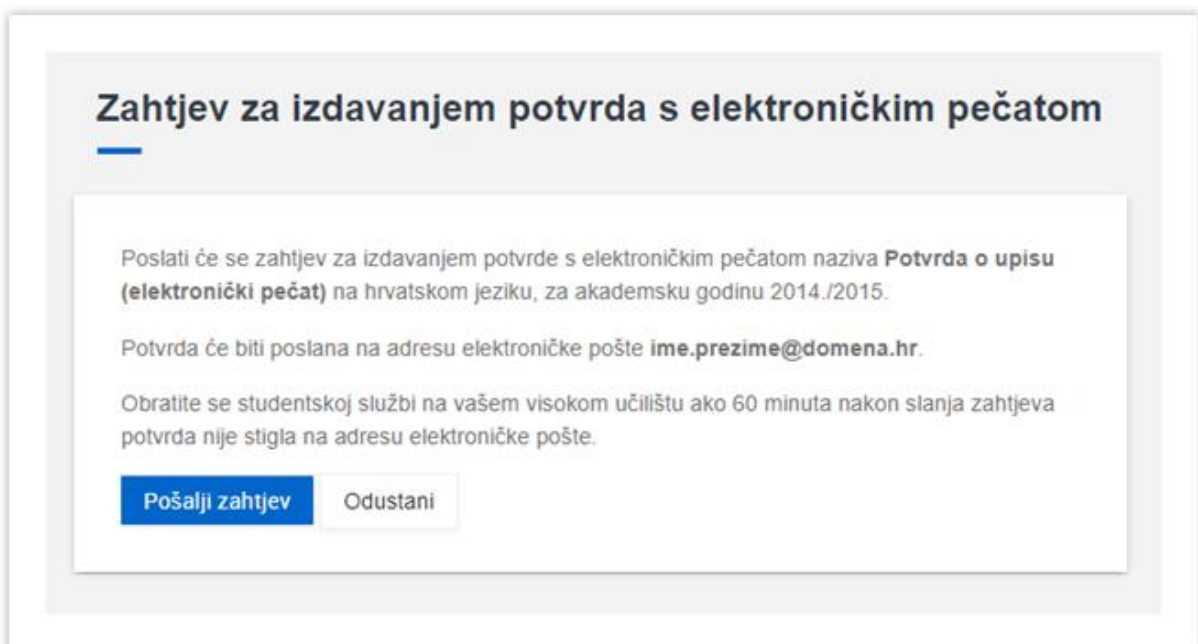 Zahtjev za izdavanjem potvrda s elektroničkim pečatom
Poslati će se zahtjev za izdavanjem potvrde s elektroničkim pečatom naziva Potvrda o upisu
(elektronički pečat) na hrvatskom jeziku, za akademsku godinu 2014./2015.
Potvrda će biti poslana na adresu elektroničke pošte ime.prezime@domena.hr.
Obratite se studentskoj službi na vašem visokom učilištu ako 60 minuta nakon slanja zahtjeva
potvrda nije stigla na adresu elektroničke pošte.
Pošalji zahtjev Odustani